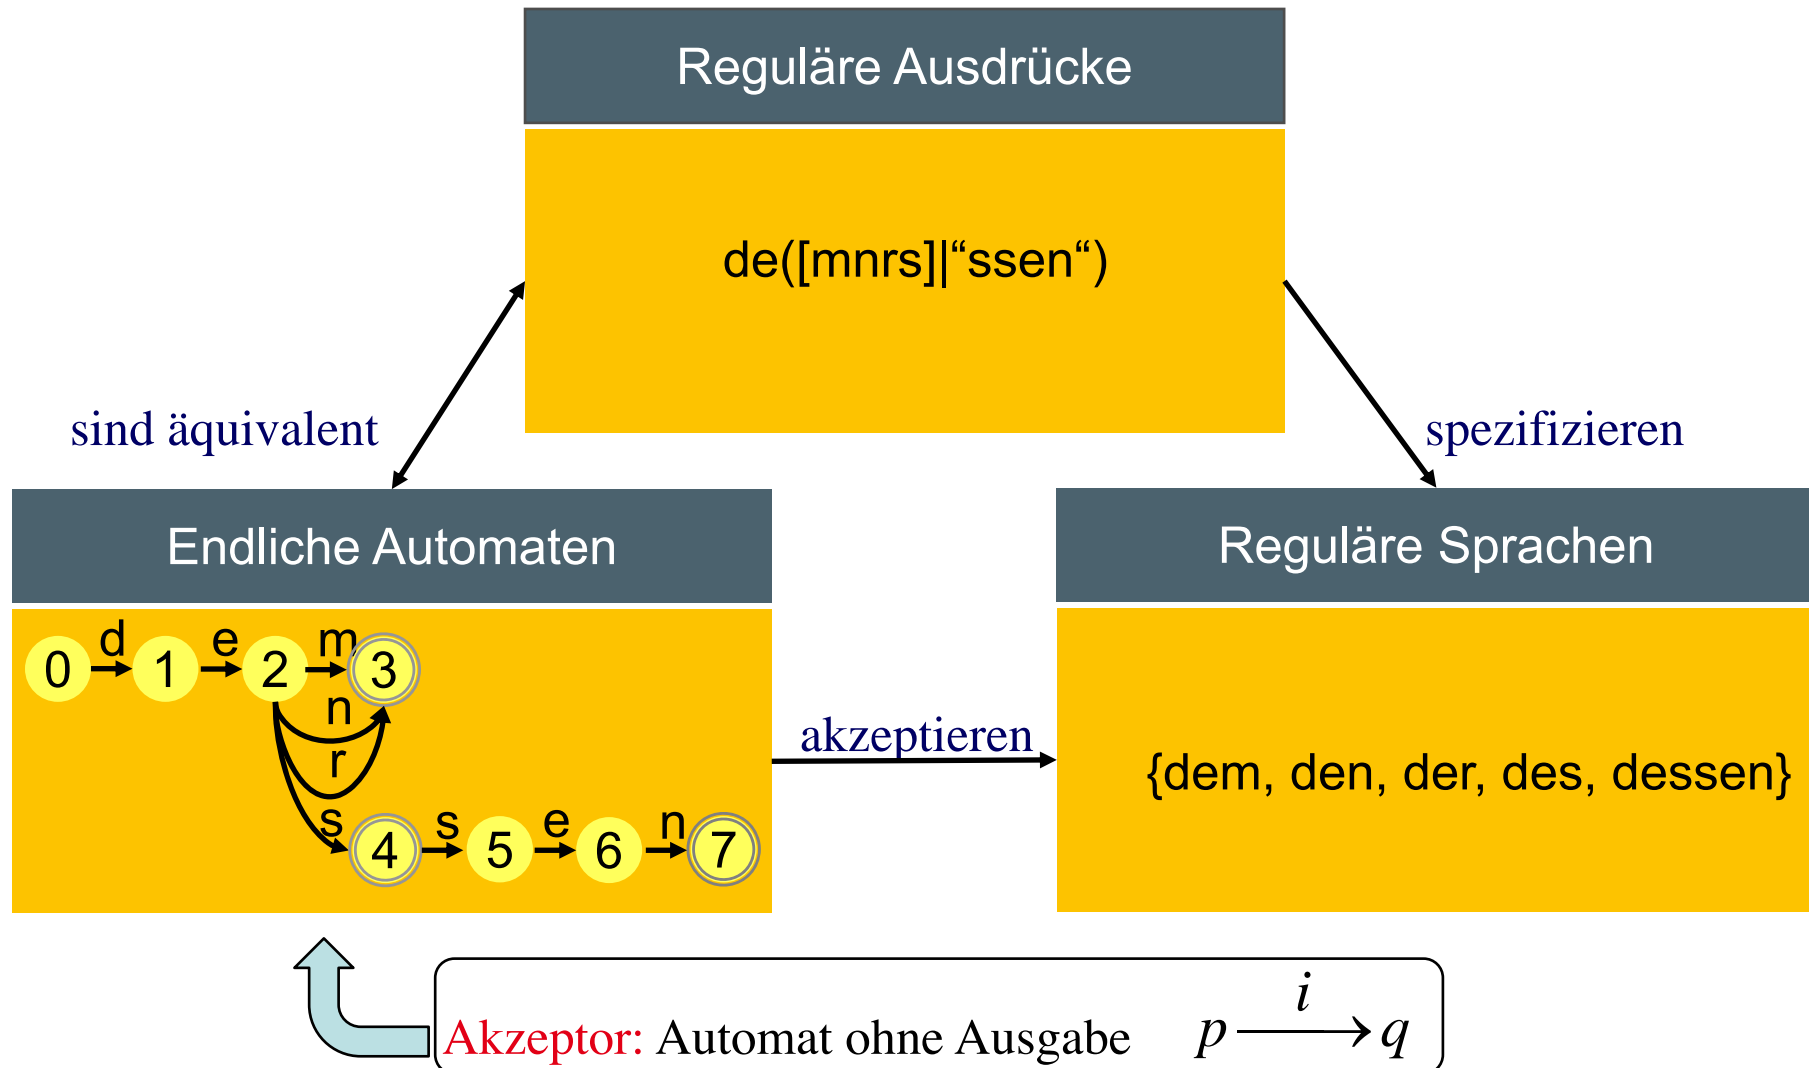 Reguläre Ausdrücke
de([mnrs]|“ssen“)
sind äquivalent
spezifizieren
Endliche Automaten
Reguläre Sprachen
d e m
0 1 2 3
n
r
akzeptieren
{dem, den, der, des, dessen}
s s e n
4 5 6 7
i
Akzeptor: Automat ohne Ausgabe p q